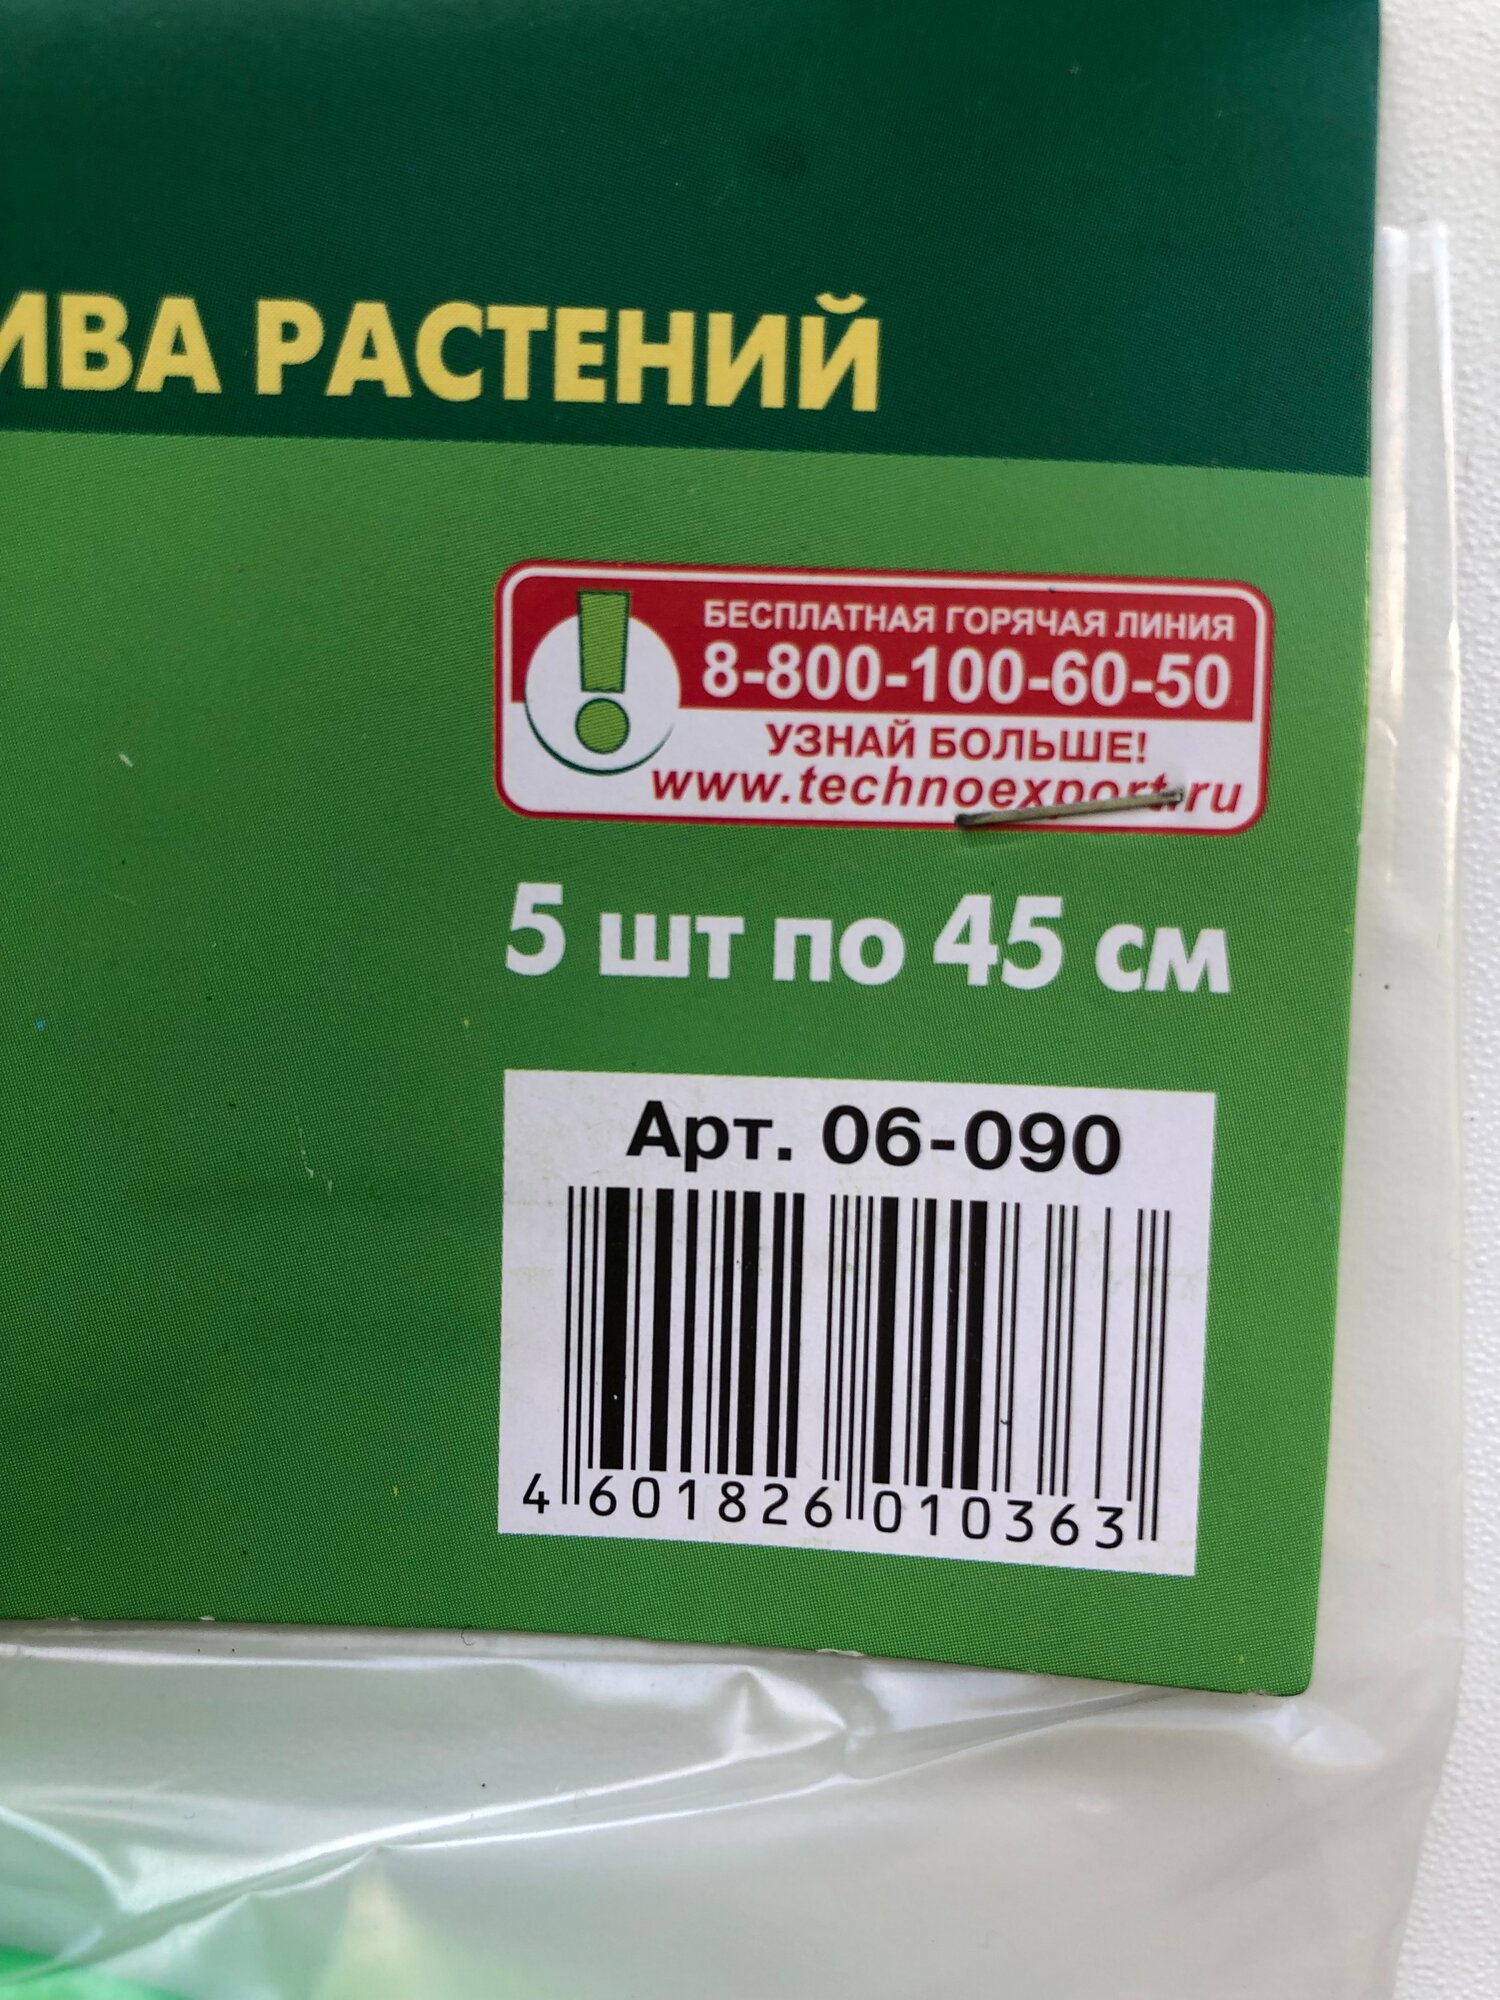 ИВА РАСТЕНИЙ
БЕСПЛАТНАЯ ГОРЯЧАЯ ЛИНИЯ
8-800-100-60-50
УЗНАЙ БОЛЬШЕ!
www.technoexport.ru
5 шт по 45 см
Арт. 06-090
4 601826 010363